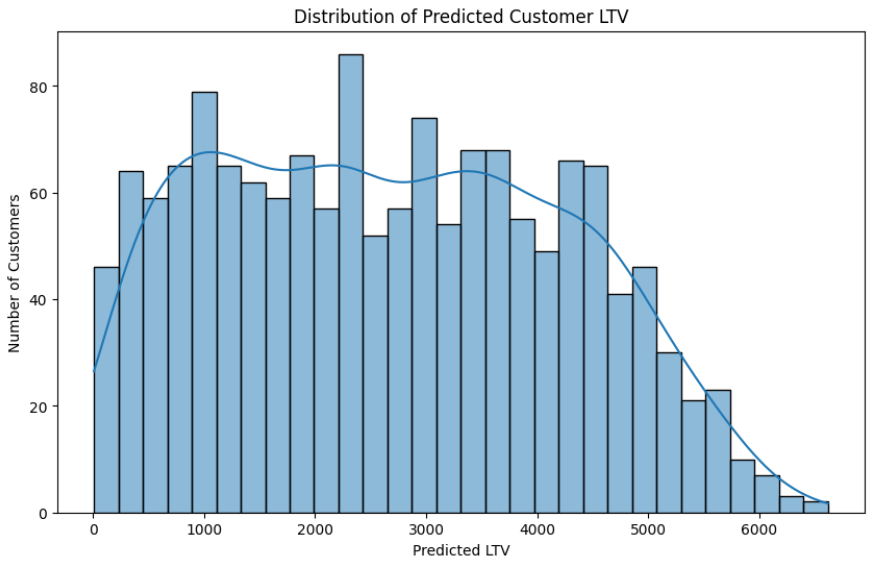 Distribution of Predicted Customer LTV
Number of Customers
80
60
40
20
0
0 1000 2000 3000 4000 5000 6000
Predicted LTV